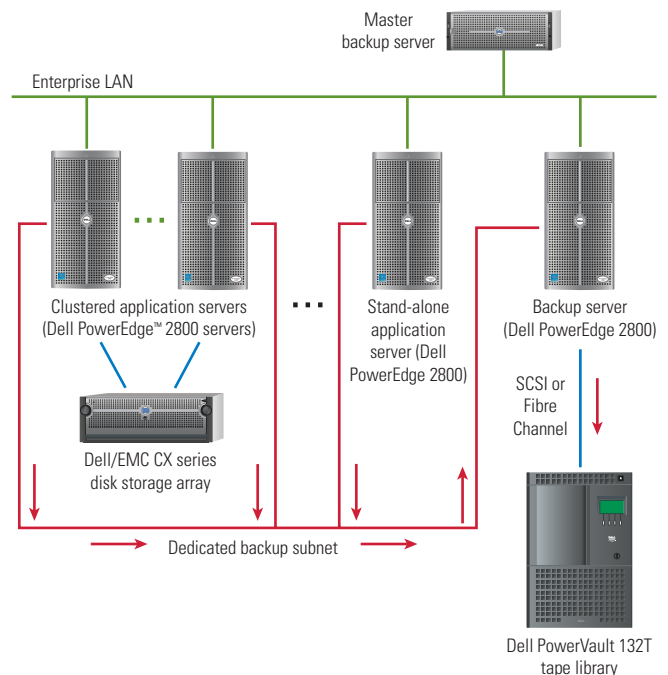 Master
backup server
Enterprise LAN
Clustered application servers
(Dell PowerEdge™ 2800 servers)
Stand-alone
application
server (Dell
PowerEdge 2800)
Backup server
(Dell PowerEdge 2800)
SCSI or
Fibre
Channel
Dell/EMC CX series
disk storage array
Dedicated backup subnet
Dell PowerVault 132T
tape library